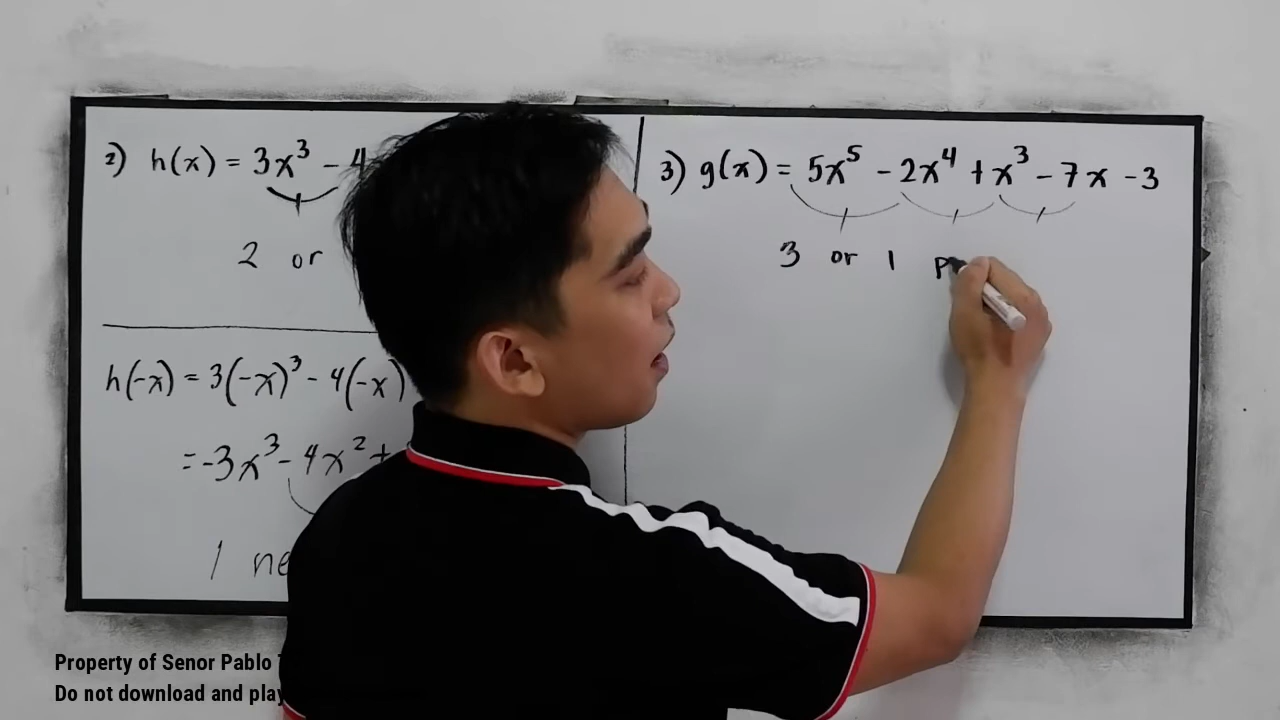 2) h(x) = 3x³ - 4
2 or
h(-x) = 3(-x)³ - 4(-x)
= -3x³ - 4x² +
1 ne
3) g(x) = 5x⁵ - 2x⁴ + x³ - 7x - 3
3 or 1 p
Property of Senor Pablo
Do not download and play